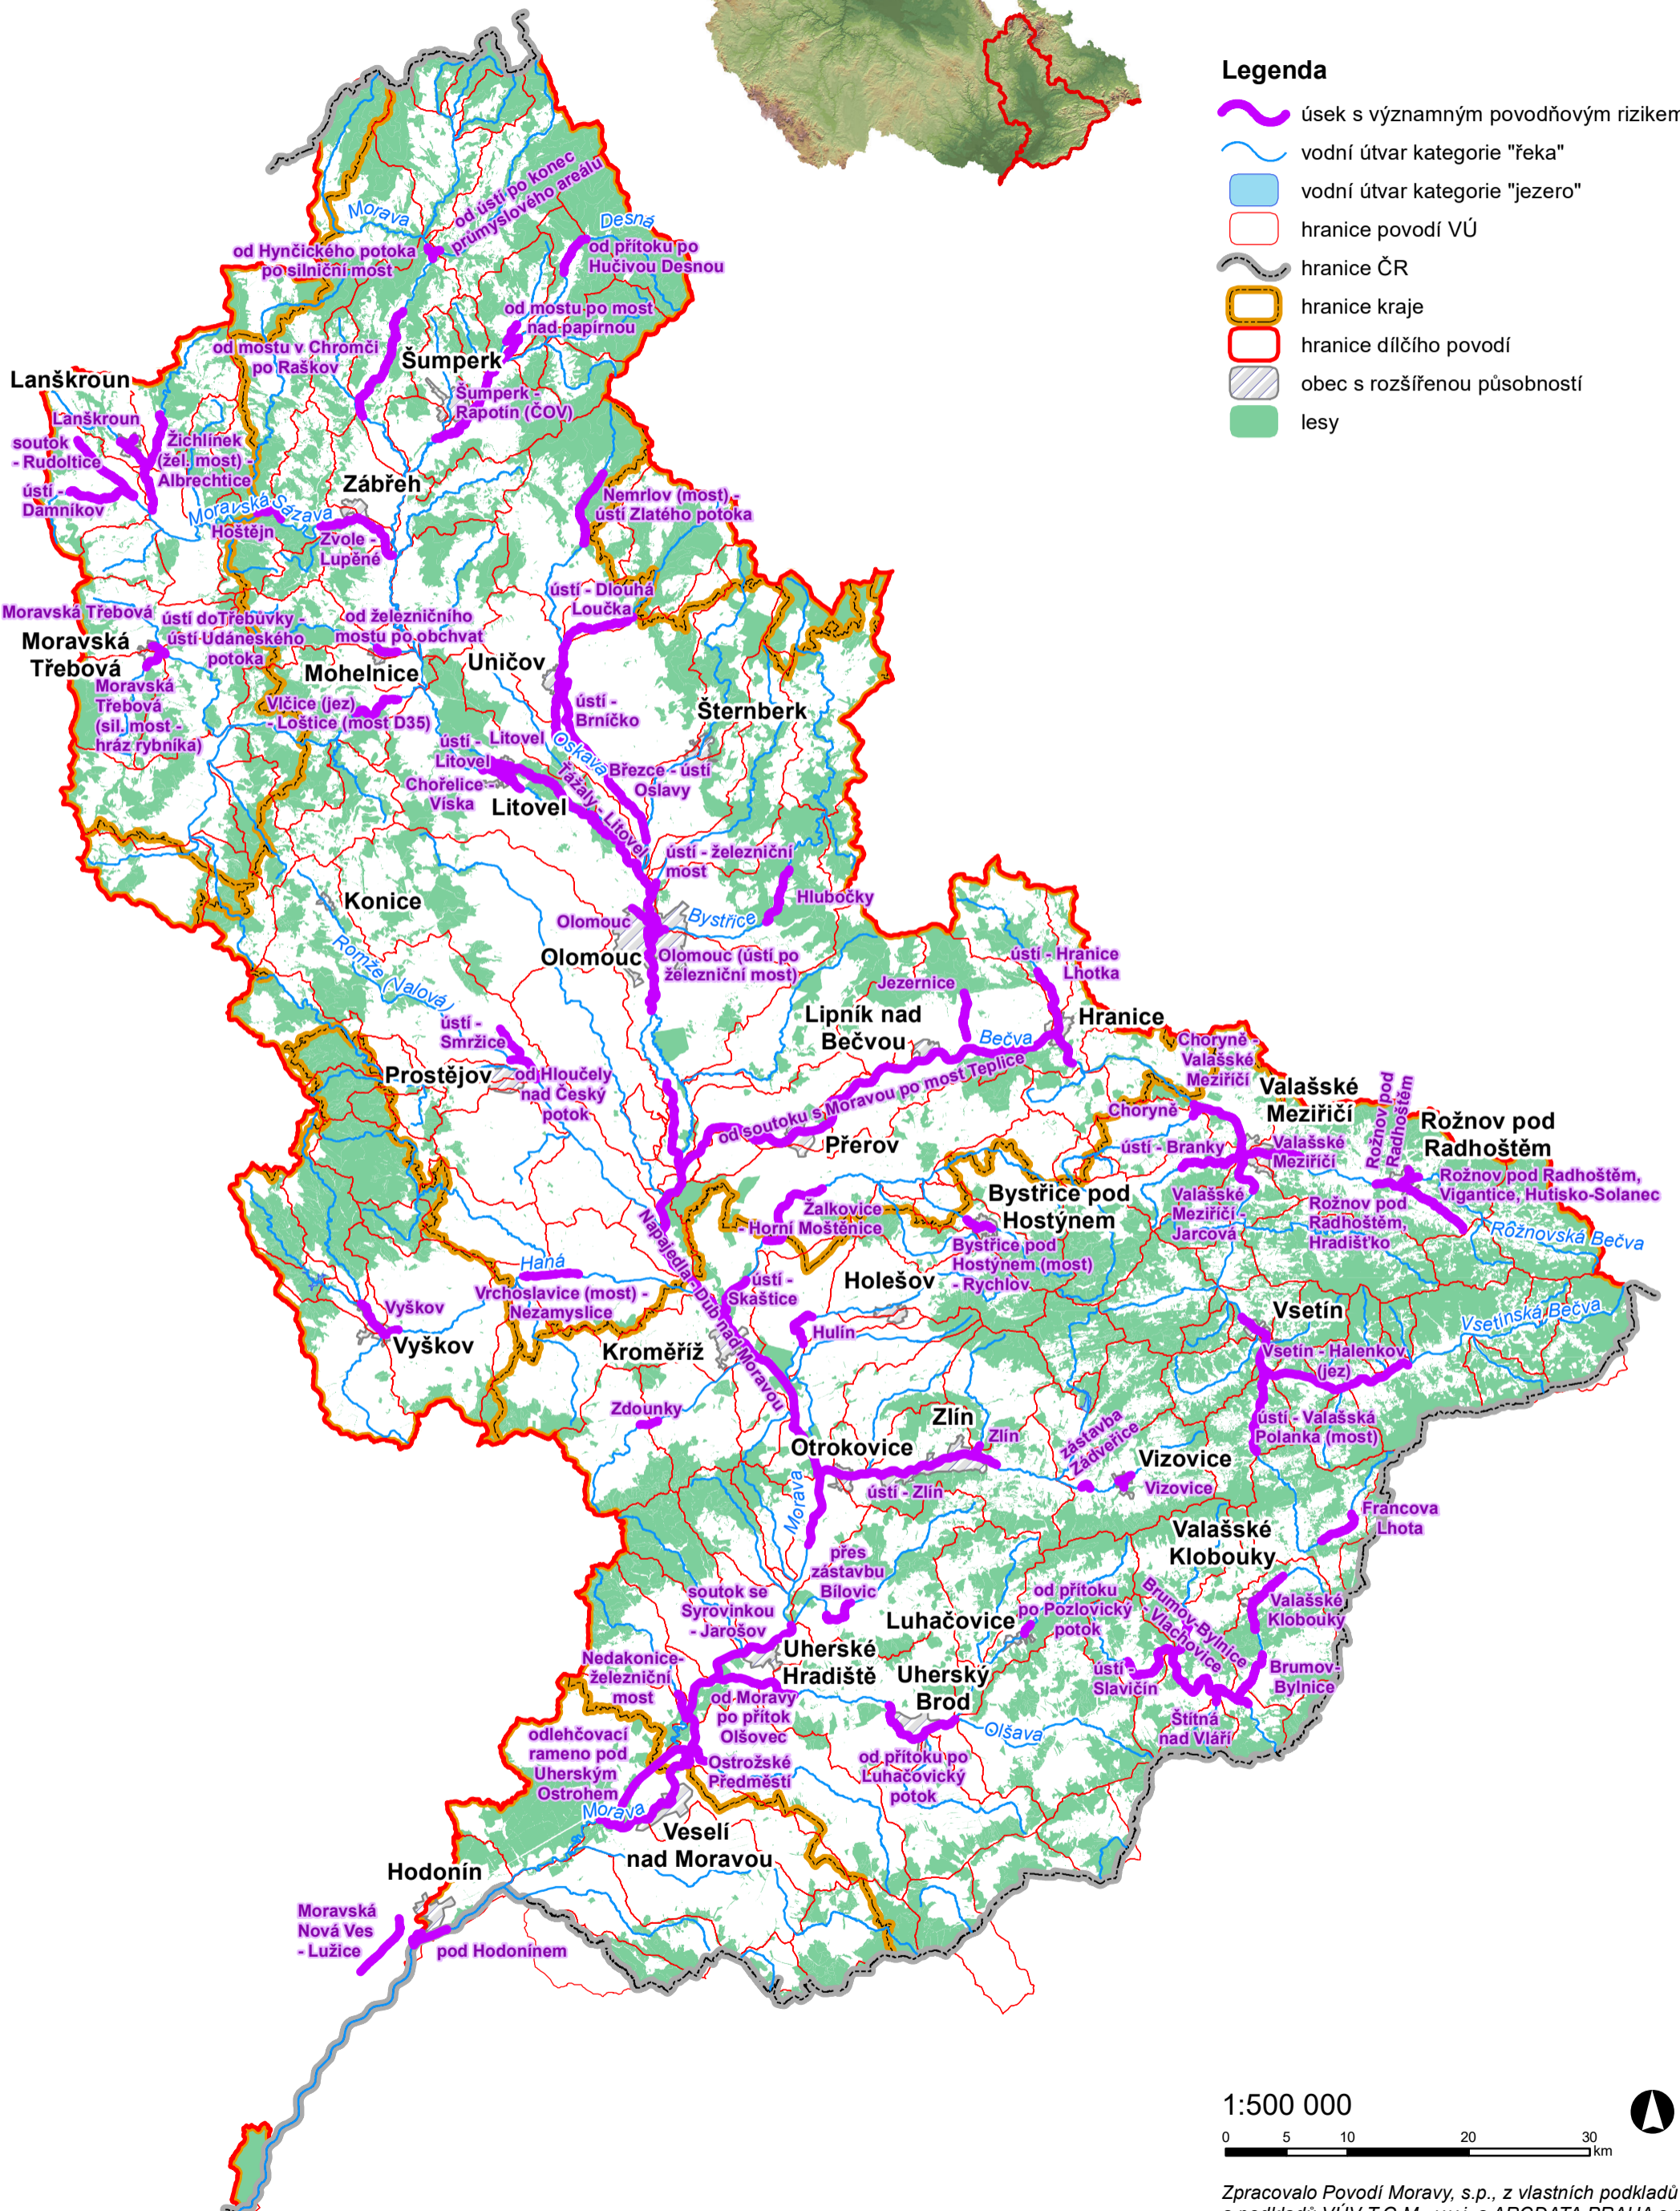 Legenda
úsek s významným povodňovým rizikem
vodní útvar kategorie "řeka"
vodní útvar kategorie "jezero"
hranice povodí VÚ
hranice ČR
hranice kraje
hranice dílčího povodí
obec s rozšířenou působností
lesy
od ústí po konec
průmyslového areálu
Morava
Desná
od Hynčického potoka
po silniční most
od přítoku po
Hučivou Desnou
od mostu po most
nad papírnou
od mostu v Chromči
po Raškov
Šumperk
Šumperk -
Rapotín (ČOV)
Lanškroun
Lanškroun
soutok
- Rudoltice
Žichlínek
(žel. most) -
Albrechtice
ústí -
Damníkov
Zábřeh
Moravská Sázava
Hoštějn
Zvole -
Lupěné
Nemrlov (most) -
ústí Zlatého potoka
ústí - Dlouhá
Loučka
Moravská Třebová
Moravská
Třebová
ústí doTřebůvky -
ústí Udáneského
potoka
od železničního
mostu po obchvat
Mohelnice
Uničov
Moravská
Třebová
(sil. most -
hráz rybníka)
Vlčice (jez)
- Loštice (most D35)
ústí -
Brníčko
Šternberk
ústí - Litovel
Litovel
Oskava
Březce - ústí
Oslavy
Chořelice -
Víska
Litovel
Tážaly - Litovel
ústí - železniční
most
Hlubočky
Konice
Olomouc
Bystřice
Olomouc
Olomouc (ústí po
železniční most)
Romže (Valová)
ústí - Hranice
Lhotka
Jezernice
Lipník nad
Bečvou
Bečva
Hranice
ústí -
Smržice
Prostějov
od Hloučely
nad Český
potok
od soutoku s Moravou po most Teplice
Přerov
Choryně -
Valašské
Meziříčí
Valašské
Meziříčí
Choryně
Rožnov pod
Radhoštěm
Rožnov pod
Radhoštěm
ústí - Branky
Valašské
Meziříčí
Rožnov pod Radhoštěm,
Vigantice, Hutisko-Solanec
Valašské
Meziříčí -
Jarcová
Rožnov pod
Radhoštěm,
Hradišťko
Rožnovská Bečva
Bystřice pod
Hostýnem
Žalkovice
- Horní Moštěnice
Bystřice pod
Hostýnem (most)
- Rychlov
Napajedla - Dub nad Moravou
Haná
Vrchoslavice (most) -
Nezamyslice
ústí -
Skaštice
Holešov
Hulín
Vyškov
Vyškov
Kroměříž
Vsetín
Vsetínská Bečva
Vsetín - Halenkov
(jez)
Zdounky
Zlín
Zlín
Otrokovice
ústí - Zlín
Morava
zástavba
Zádveřice
Vizovice
Vizovice
ústí - Valašská
Polanka (most)
Francova
Lhota
Valašské
Klobouky
Valašské
Klobouky
přes
zástavbu
Bílovic
soutok se
Syrovinkou
- Jarošov
Luhačovice
od přítoku
po Pozlovický
potok
Brumov-Bylnice
- Vlachovice
Uherské
Hradiště
Uherský
Brod
ústí -
Slavičín
Brumov-
Bylnice
Štítná
nad Vláří
Nedakonice-
železniční
most
od Moravy
po přítok
Olšovec
Olšava
od přítoku po
Luhačovický
potok
odlehčovací
rameno pod
Uherským
Ostrohem
Ostrožské
Předměstí
Morava
Veselí
nad Moravou
Hodonín
Moravská
Nová Ves
- Lužice
pod Hodonínem
1:500 000
0 5 10 20 30
km
Zpracovalo Povodí Moravy, s.p., z vlastních podkladů